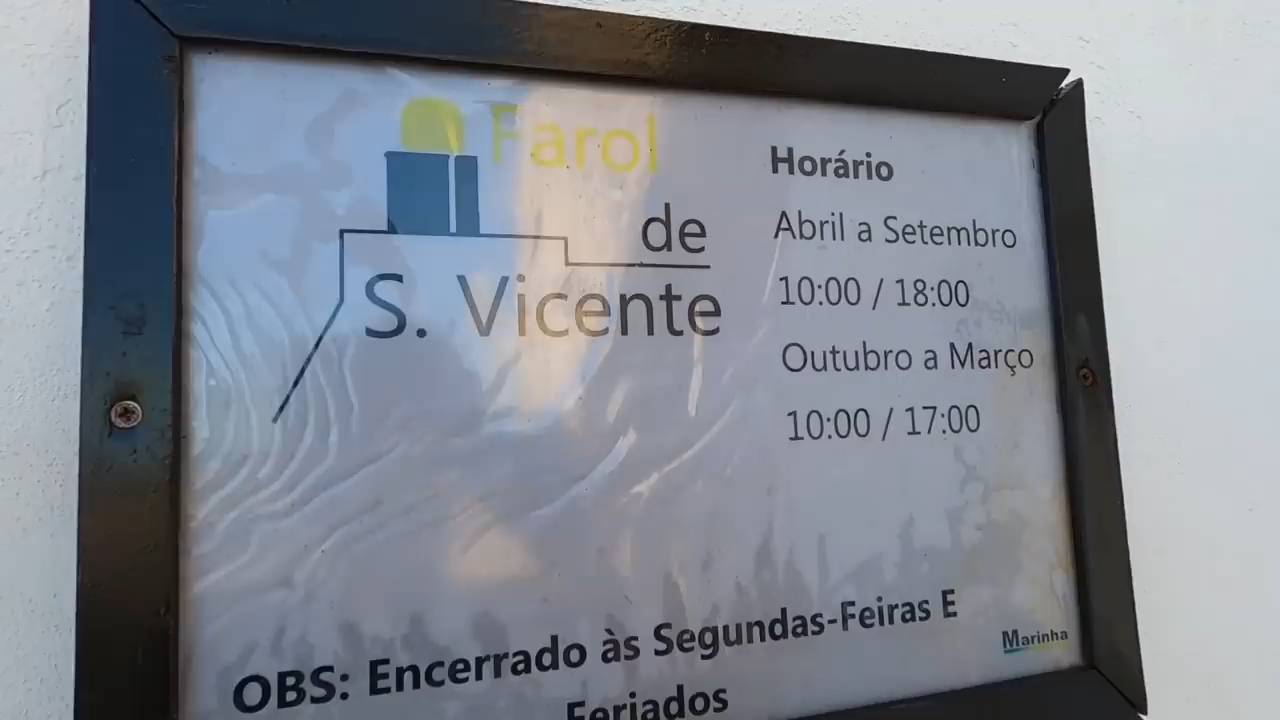 Farol
de
S. Vicente
Horário
Abril a Setembro
10:00 / 18:00
Outubro a Março
10:00 / 17:00
OBS: Encerrado às Segundas-Feiras E
Feriados
Marinha